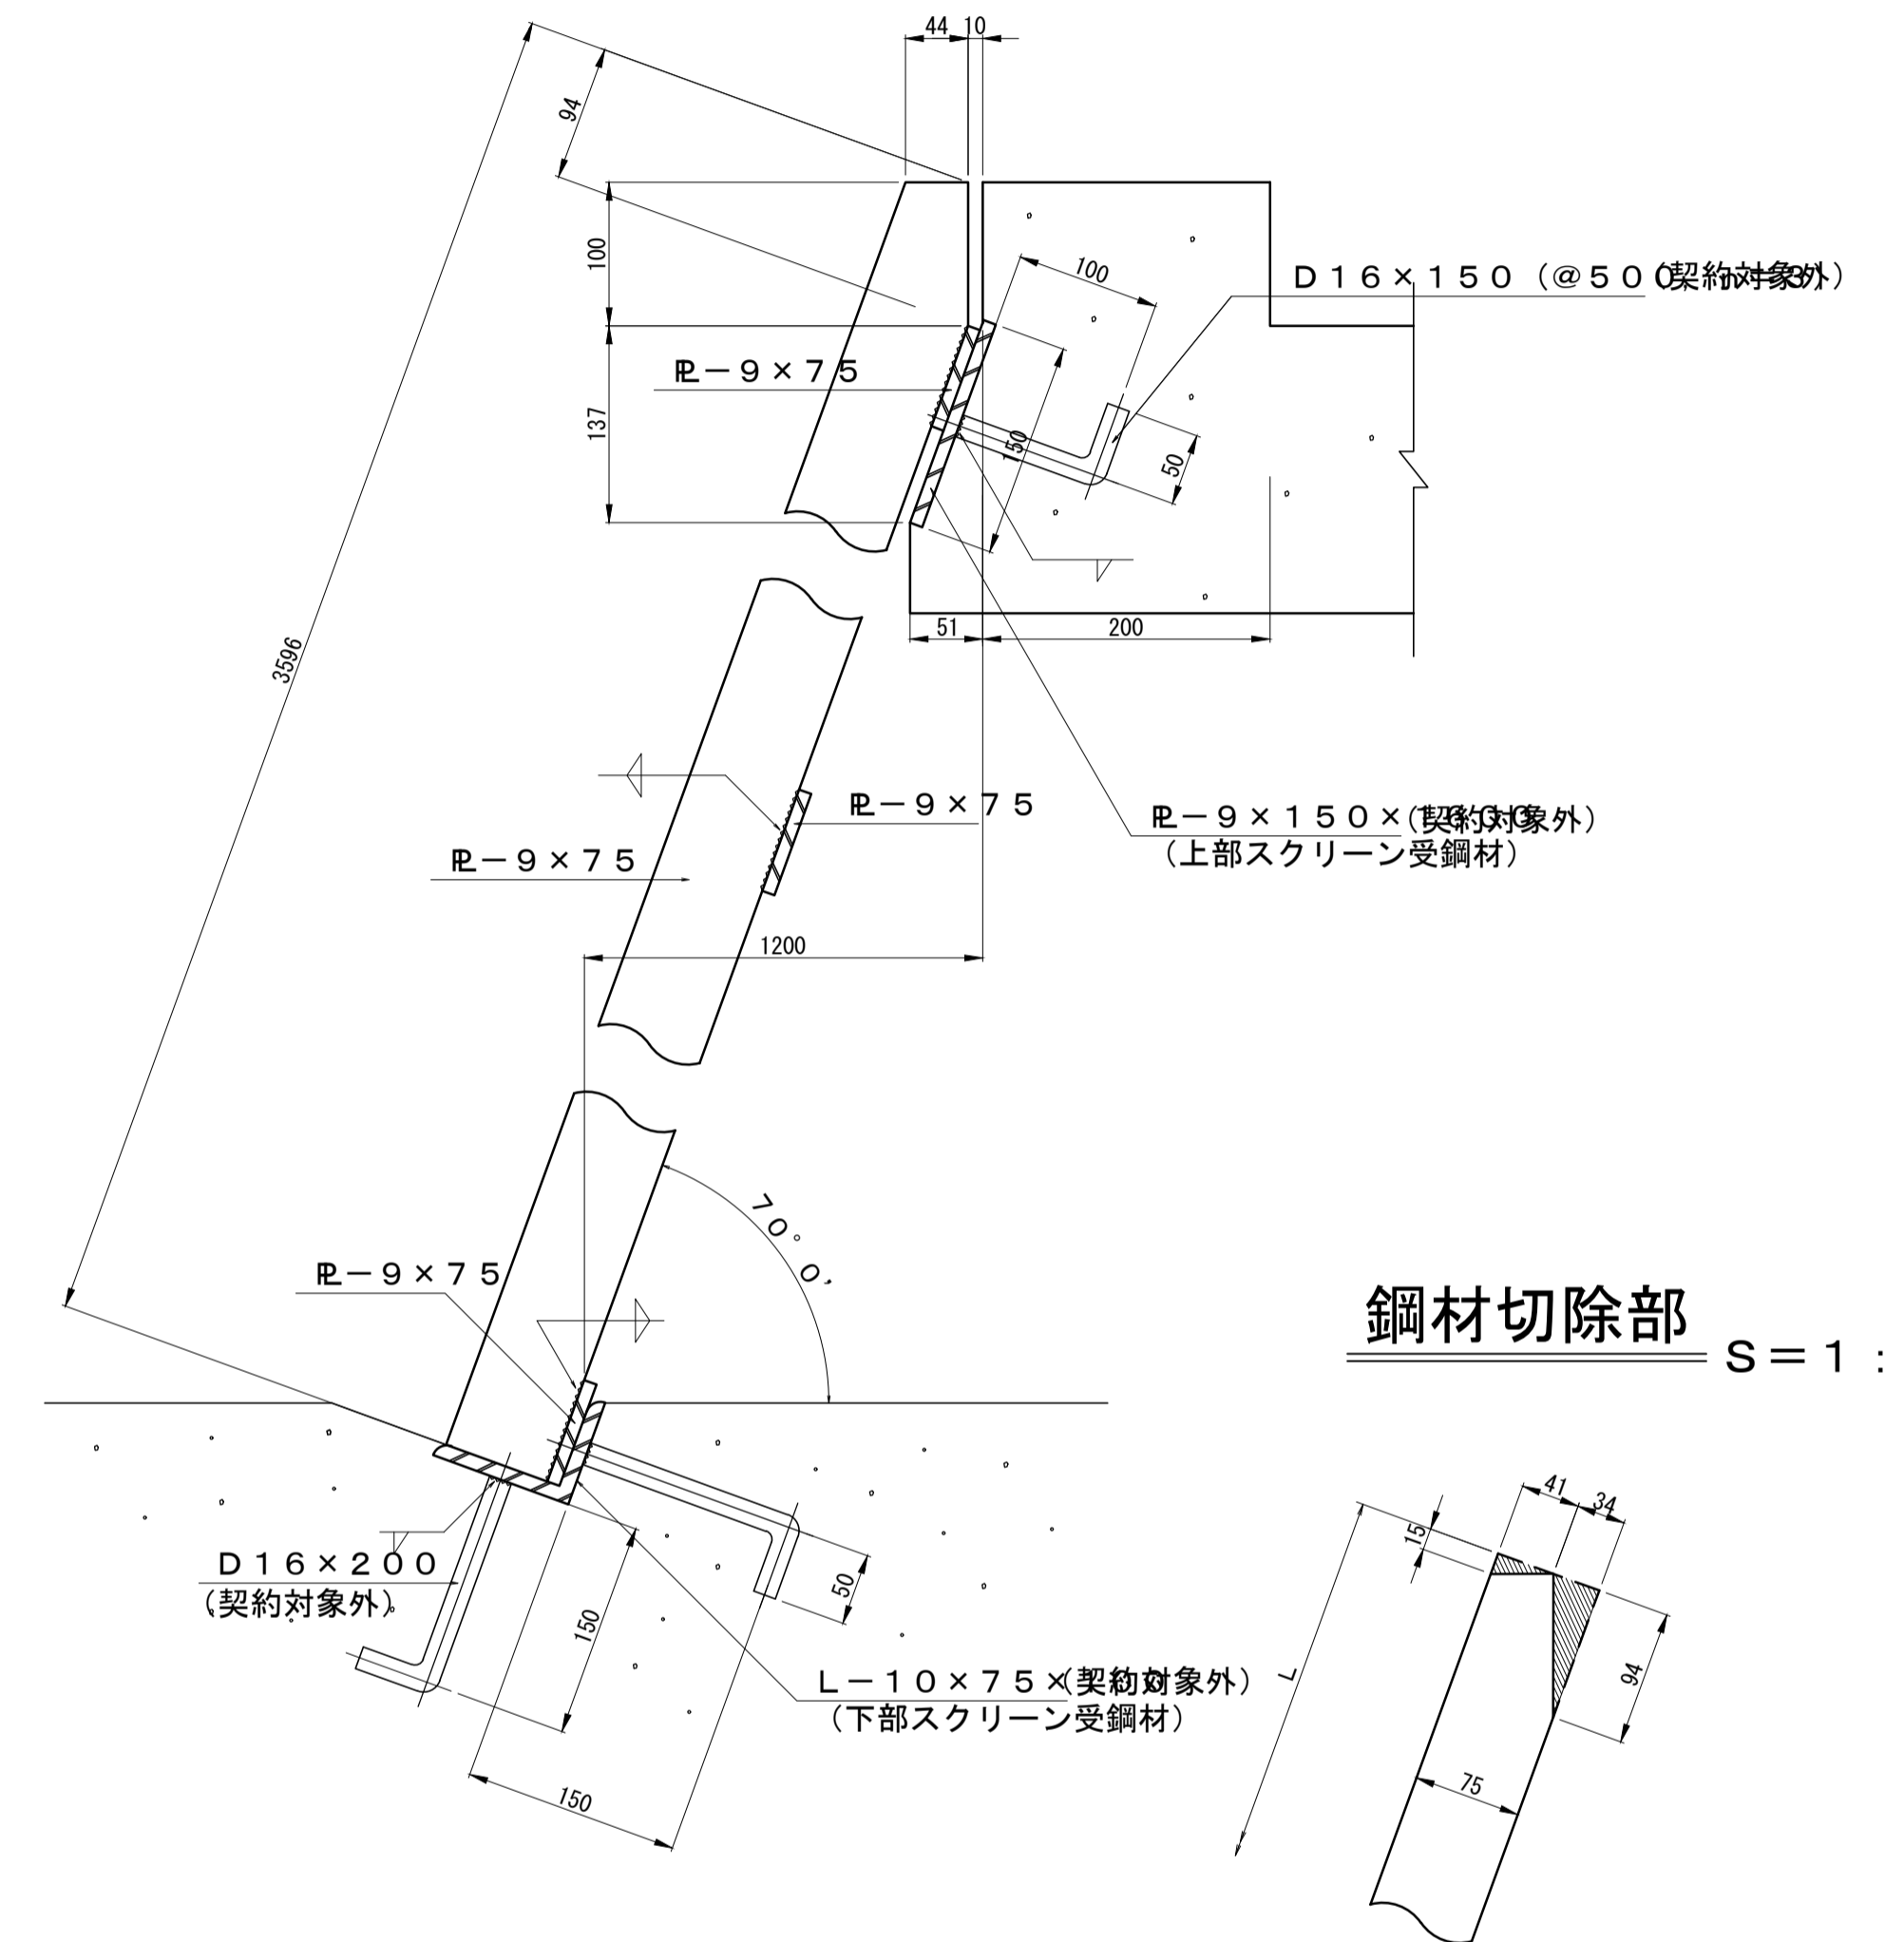 44 10
94
100
100
D16×150(@500,n=3)(契約対象外)
PL-9×75
137
150
50
3596
51
200
PL-9×75
PL-9×150×1600(契約対象外)
(上部スクリーン受鋼材)
PL-9×75
1200
70°0’
PL-9×75
鋼材切除部 S=1:
41
34
15
D16×200
(契約対象外)
50
150
94
L
L-10×75×100(契約対象外)
(下部スクリーン受鋼材)
75
150